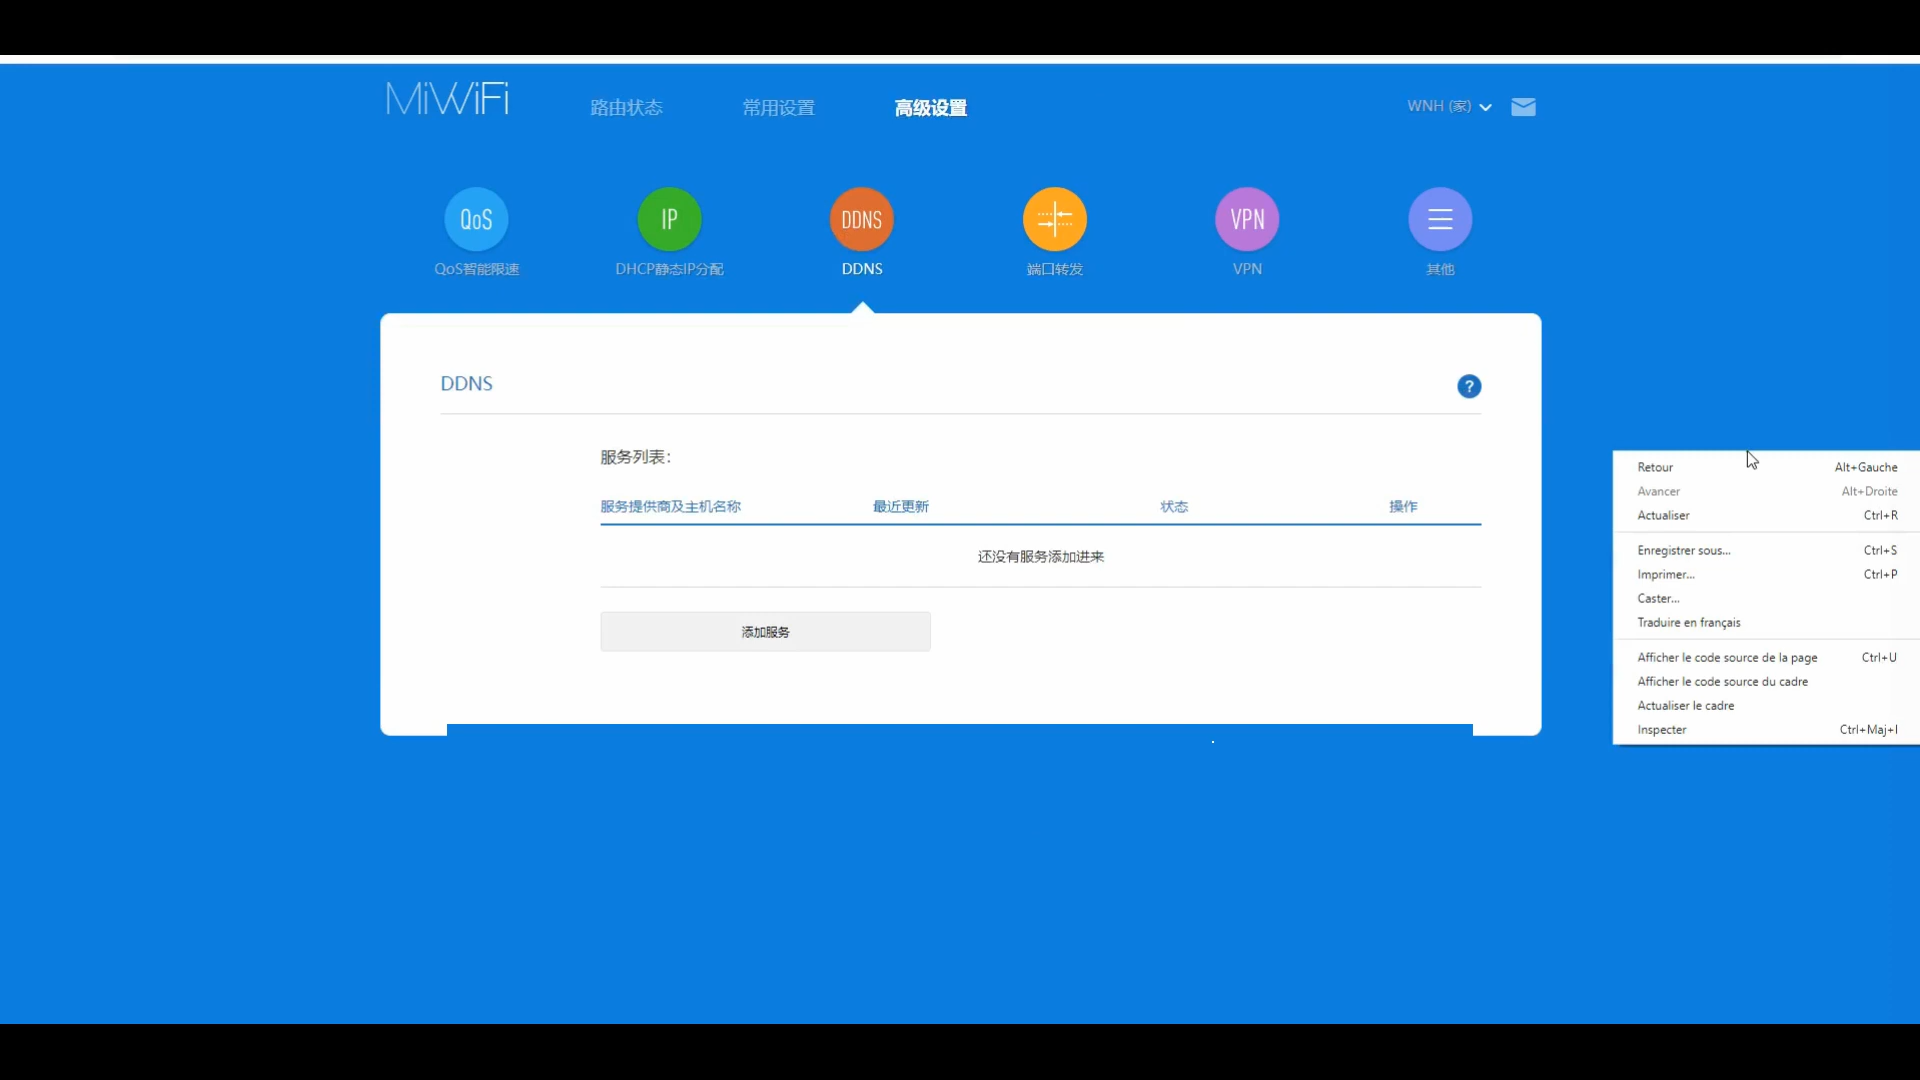 MiWiFi 路由状态 常用设置 高级设置 WNH (家)
QoS IP DDNS VPN
QoS智能限速 DHCP静态IP分配 DDNS 端口转发 VPN 其他
DDNS ?
服务列表：
服务提供商及主机名称 最近更新 状态 操作
还没有服务添加进来
添加服务
Retour Alt+Gauche
Avancer Alt+Droite
Actualiser Ctrl+R
Enregistrer sous... Ctrl+S
Imprimer... Ctrl+P
Caster...
Traduire en français
Afficher le code source de la page Ctrl+U
Afficher le code source du cadre
Actualiser le cadre
Inspecter Ctrl+Maj+I